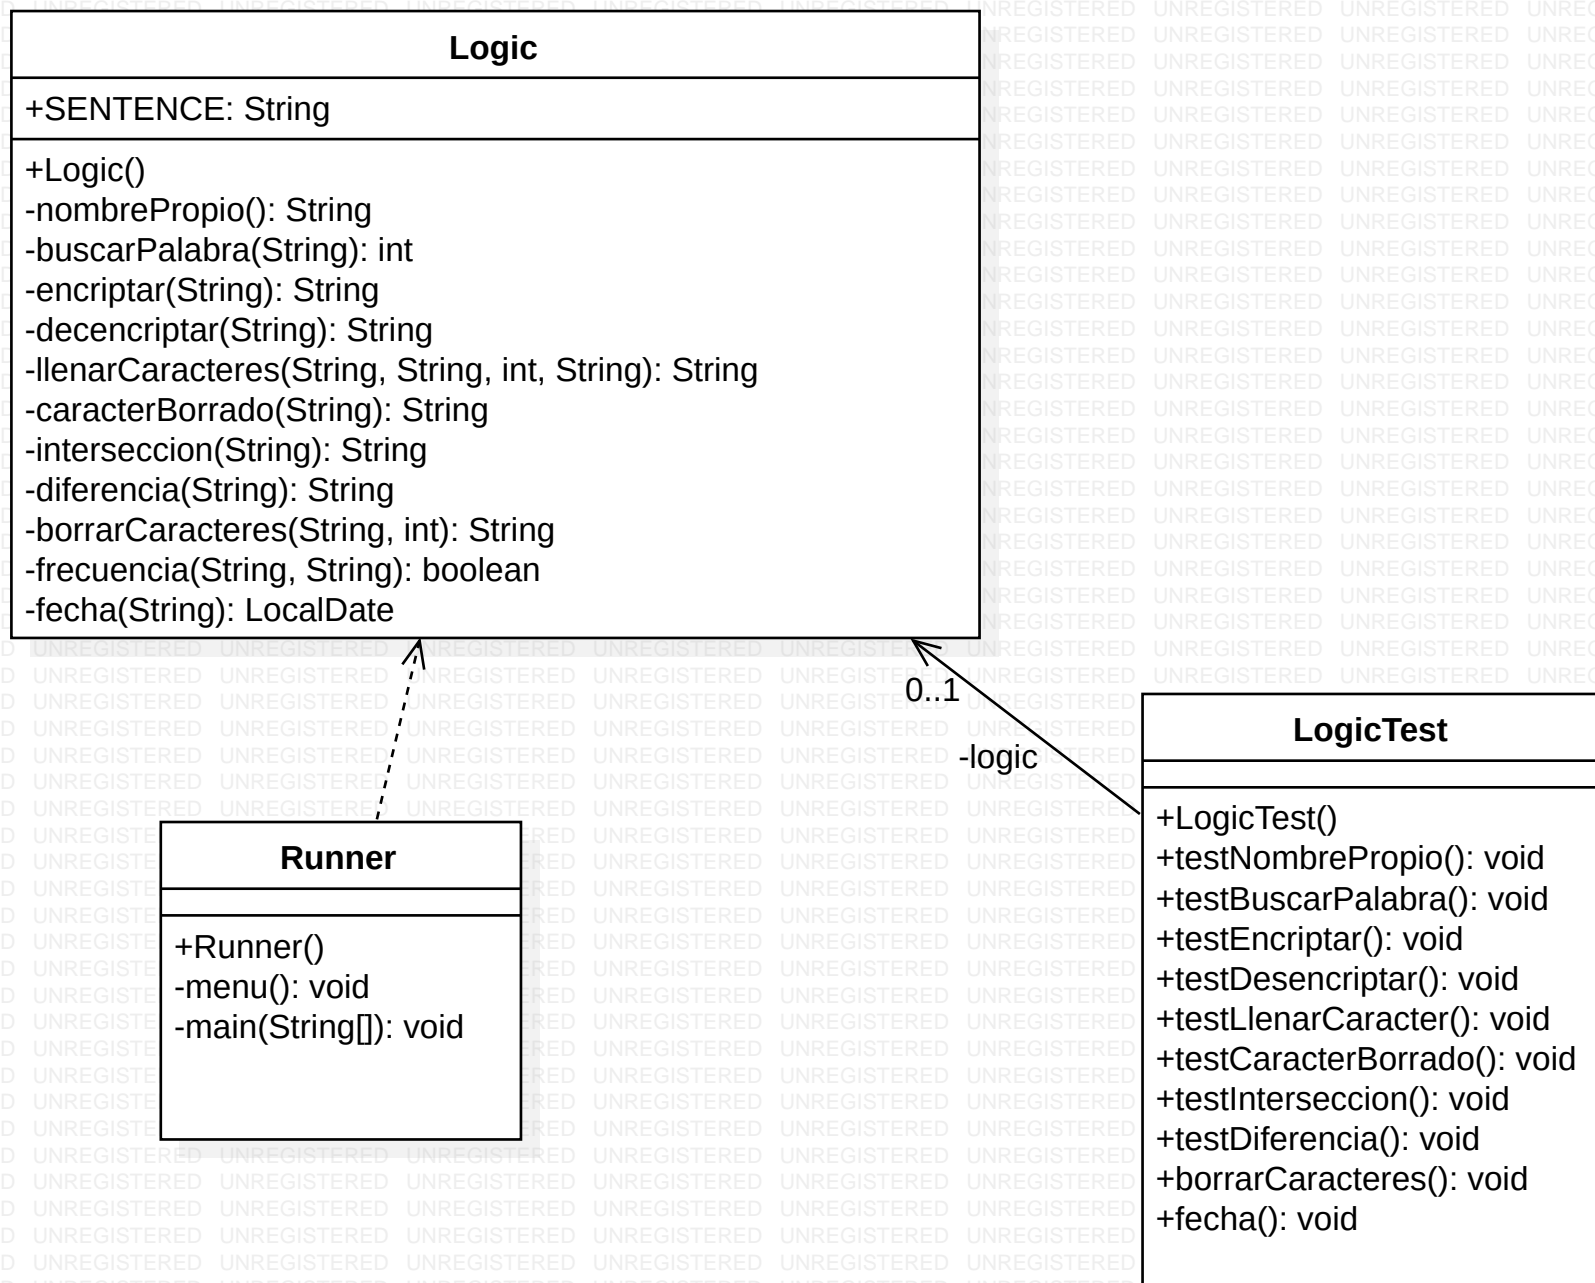 Logic
+SENTENCE: String
+Logic()
-nombrePropio(): String
-buscarPalabra(String): int
-encriptar(String): String
-decencriptar(String): String
-llenarCaracteres(String, String, int, String): String
-caracterBorrado(String): String
-interseccion(String): String
-diferencia(String): String
-borrarCaracteres(String, int): String
-frecuencia(String, String): boolean
-fecha(String): LocalDate
0..1
-logic
Runner
+Runner()
-menu(): void
-main(String[]): void
LogicTest
+LogicTest()
+testNombrePropio(): void
+testBuscarPalabra(): void
+testEncriptar(): void
+testDesencriptar(): void
+testLlenarCaracter(): void
+testCaracterBorrado(): void
+testInterseccion(): void
+testDiferencia(): void
+borrarCaracteres(): void
+fecha(): void
UNREGISTERED